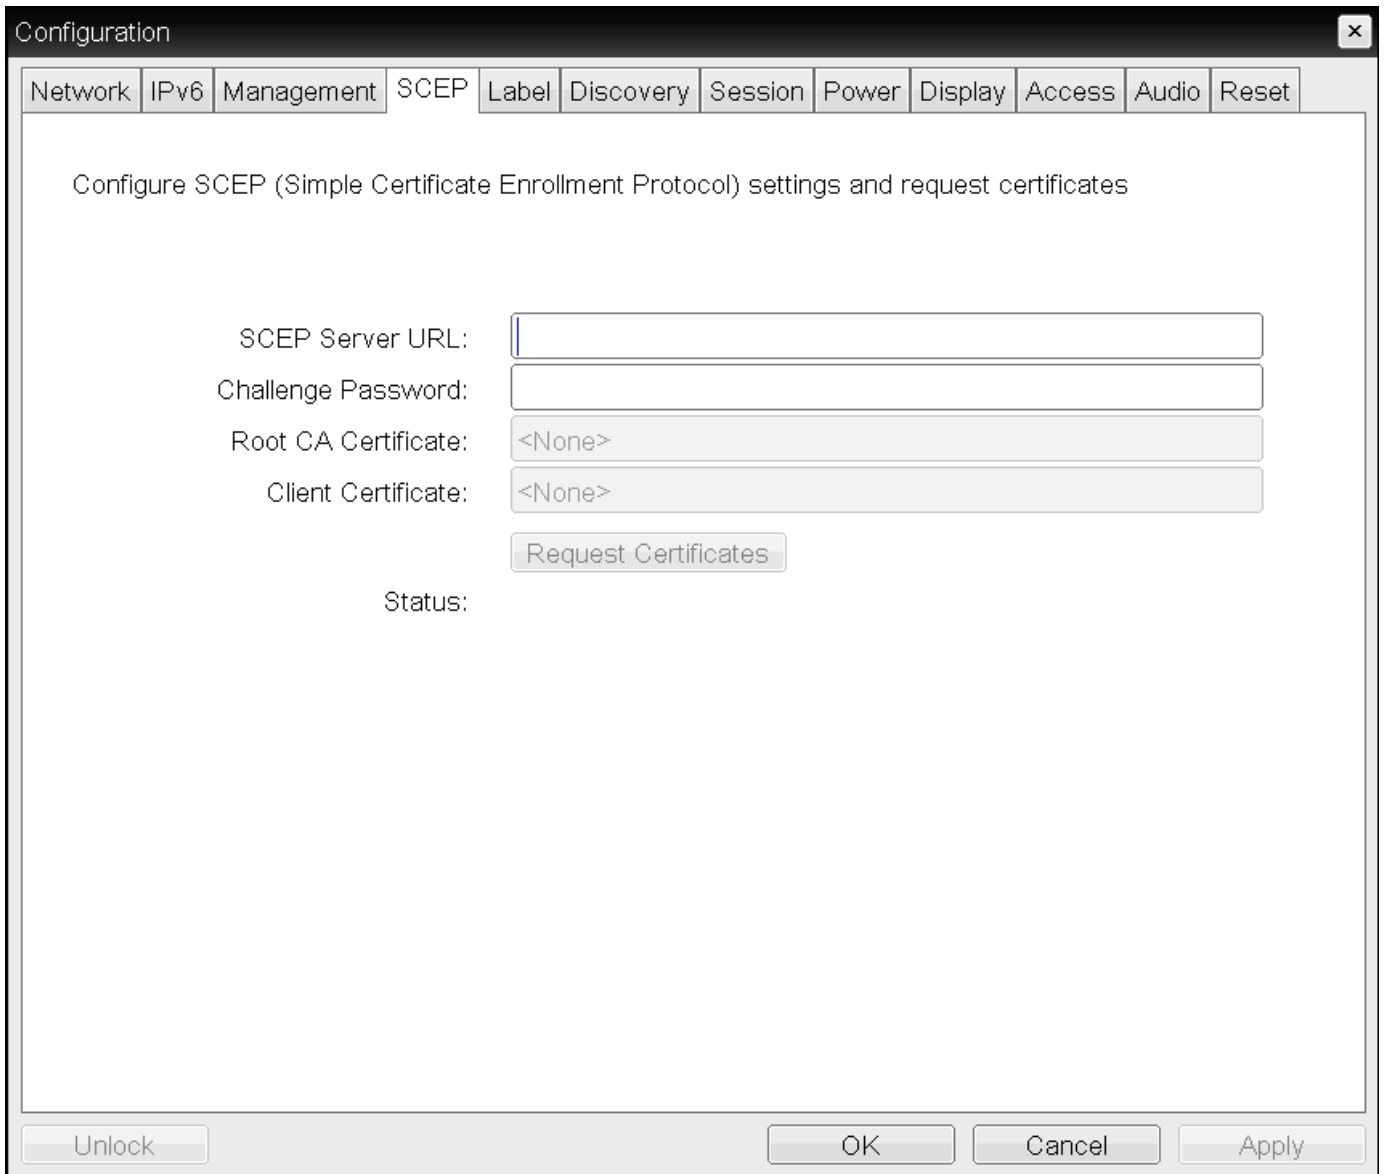 Configuration
Network IPv6 Management SCEP Label Discovery Session Power Display Access Audio Reset
Configure SCEP (Simple Certificate Enrollment Protocol) settings and request certificates
SCEP Server URL:
Challenge Password:
Root CA Certificate: <None>
Client Certificate: <None>
Request Certificates
Status:
Unlock OK Cancel Apply